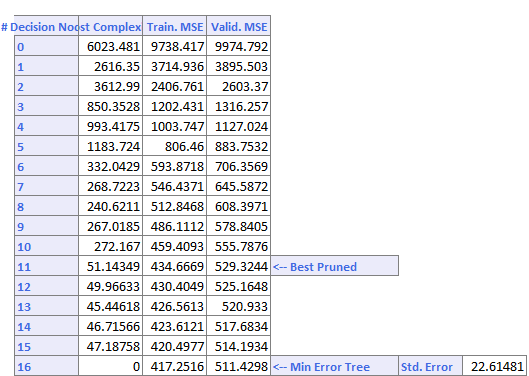 # Decision Noost Complex Train. MSE Valid. MSE
0 6023.481 9738.417 9974.792
1 2616.35 3714.936 3895.503
2 3612.99 2406.761 2603.37
3 850.3528 1202.431 1316.257
4 993.4175 1003.747 1127.024
5 1183.724 806.46 883.7532
6 332.0429 593.8718 706.3569
7 268.7223 546.4371 645.5872
8 240.6211 512.8468 608.3971
9 267.0185 486.1112 578.8405
10 272.167 459.4093 555.7876
11 51.14349 434.6669 529.3244 <-- Best Pruned
12 49.96633 430.4049 525.1648
13 45.44618 426.5613 520.933
14 46.71566 423.6121 517.6834
15 47.18758 420.4977 514.1934
16 0 417.2516 511.4298 <-- Min Error Tree Std. Error 22.61481